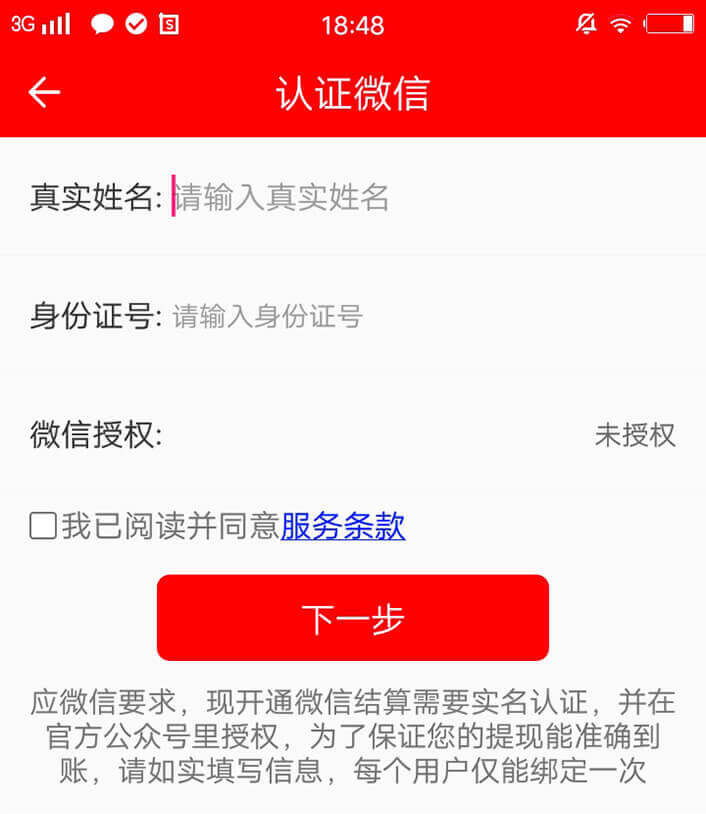 3G 18:48
认证微信
真实姓名: 请输入真实姓名
身份证号: 请输入身份证号
微信授权: 未授权
我已阅读并同意服务条款
下一步
应微信要求，现开通微信结算需要实名认证，并在
官方公众号里授权，为了保证您的提现能准确到
账，请如实填写信息，每个用户仅能绑定一次